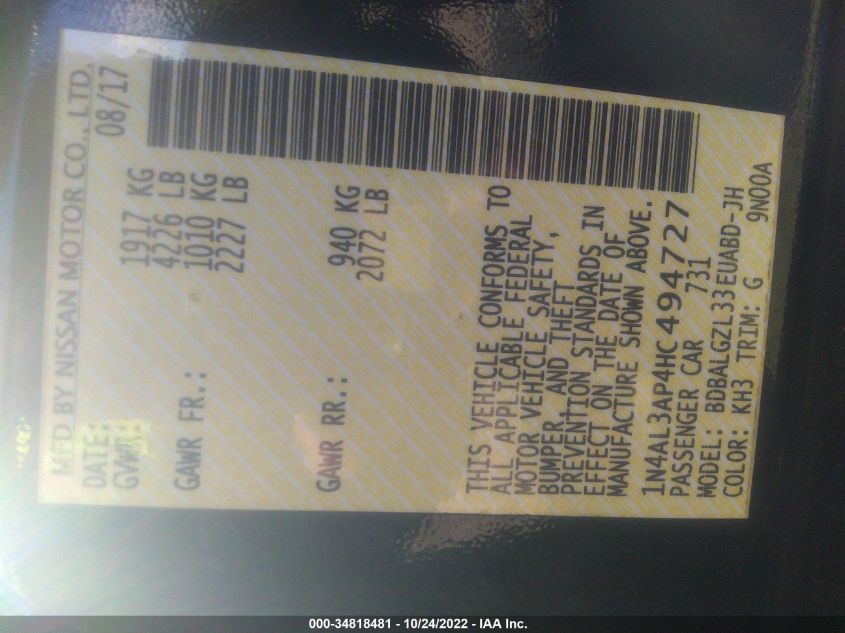 MFD BY NISSAN MOTOR CO., LTD.
DATE: 08/17
GVWR: 1917 KG
4226 LB
GAWR FR.: 1010 KG
2227 LB
GAWR RR.: 940 KG
2072 LB
THIS VEHICLE CONFORMS TO
ALL APPLICABLE FEDERAL
MOTOR VEHICLE SAFETY,
BUMPER, AND THEFT
PREVENTION STANDARDS IN
EFFECT ON THE DATE OF
MANUFACTURE SHOWN ABOVE.
1N4AL3AP4HC494727
PASSENGER CAR 731
MODEL: BDBALGZL33EUABD-JH
COLOR: KH3 TRIM: G 9N00A
000-34818481 - 10/24/2022 - IAA Inc.